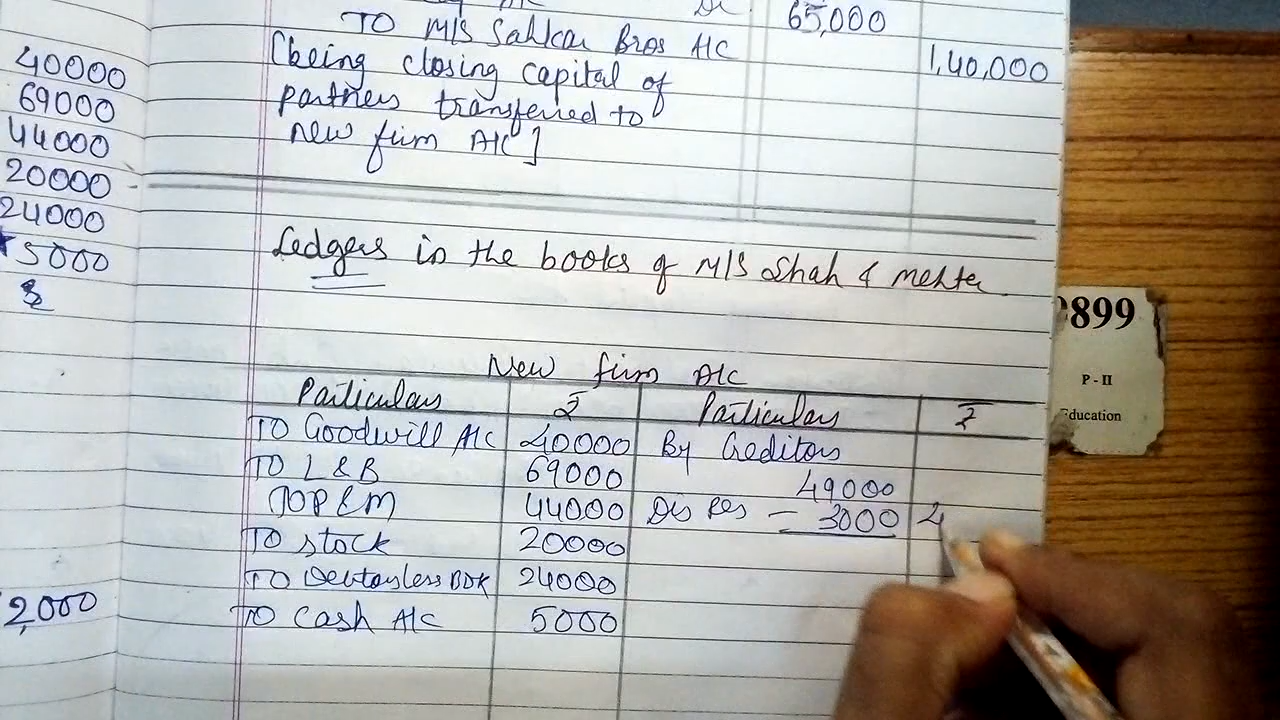 Dr 65,000
TO M/S Sahkar Bros A/C 1,40,000
[being closing capital of
partners transferred to
new firm A/C]
40000
69000
44000
20000
24000
5000
2,000
Ledgers in the books of M/S Shah & Mehta
New firm A/C
Particulars ₹ Particulars ₹
TO Goodwill A/C 40000 By Creditors
TO L & B 69000 49000
TO P & M 44000 Dis Res - 3000 4
TO Stock 20000
TO Debtors less BDR 24000
TO Cash A/C 5000
899
P - II
Education